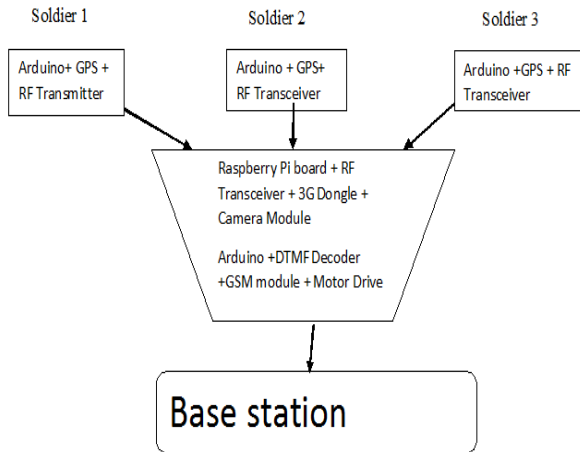 Soldier 1
Soldier 2
Soldier 3
Arduino+ GPS +
RF Transmitter
Arduino + GPS+
RF Transceiver
Arduino +GPS + RF
Transceiver
Raspberry Pi board + RF
Transceiver + 3G Dongle +
Camera Module
Arduino +DTMF Decoder
+GSM module + Motor Drive
Base station